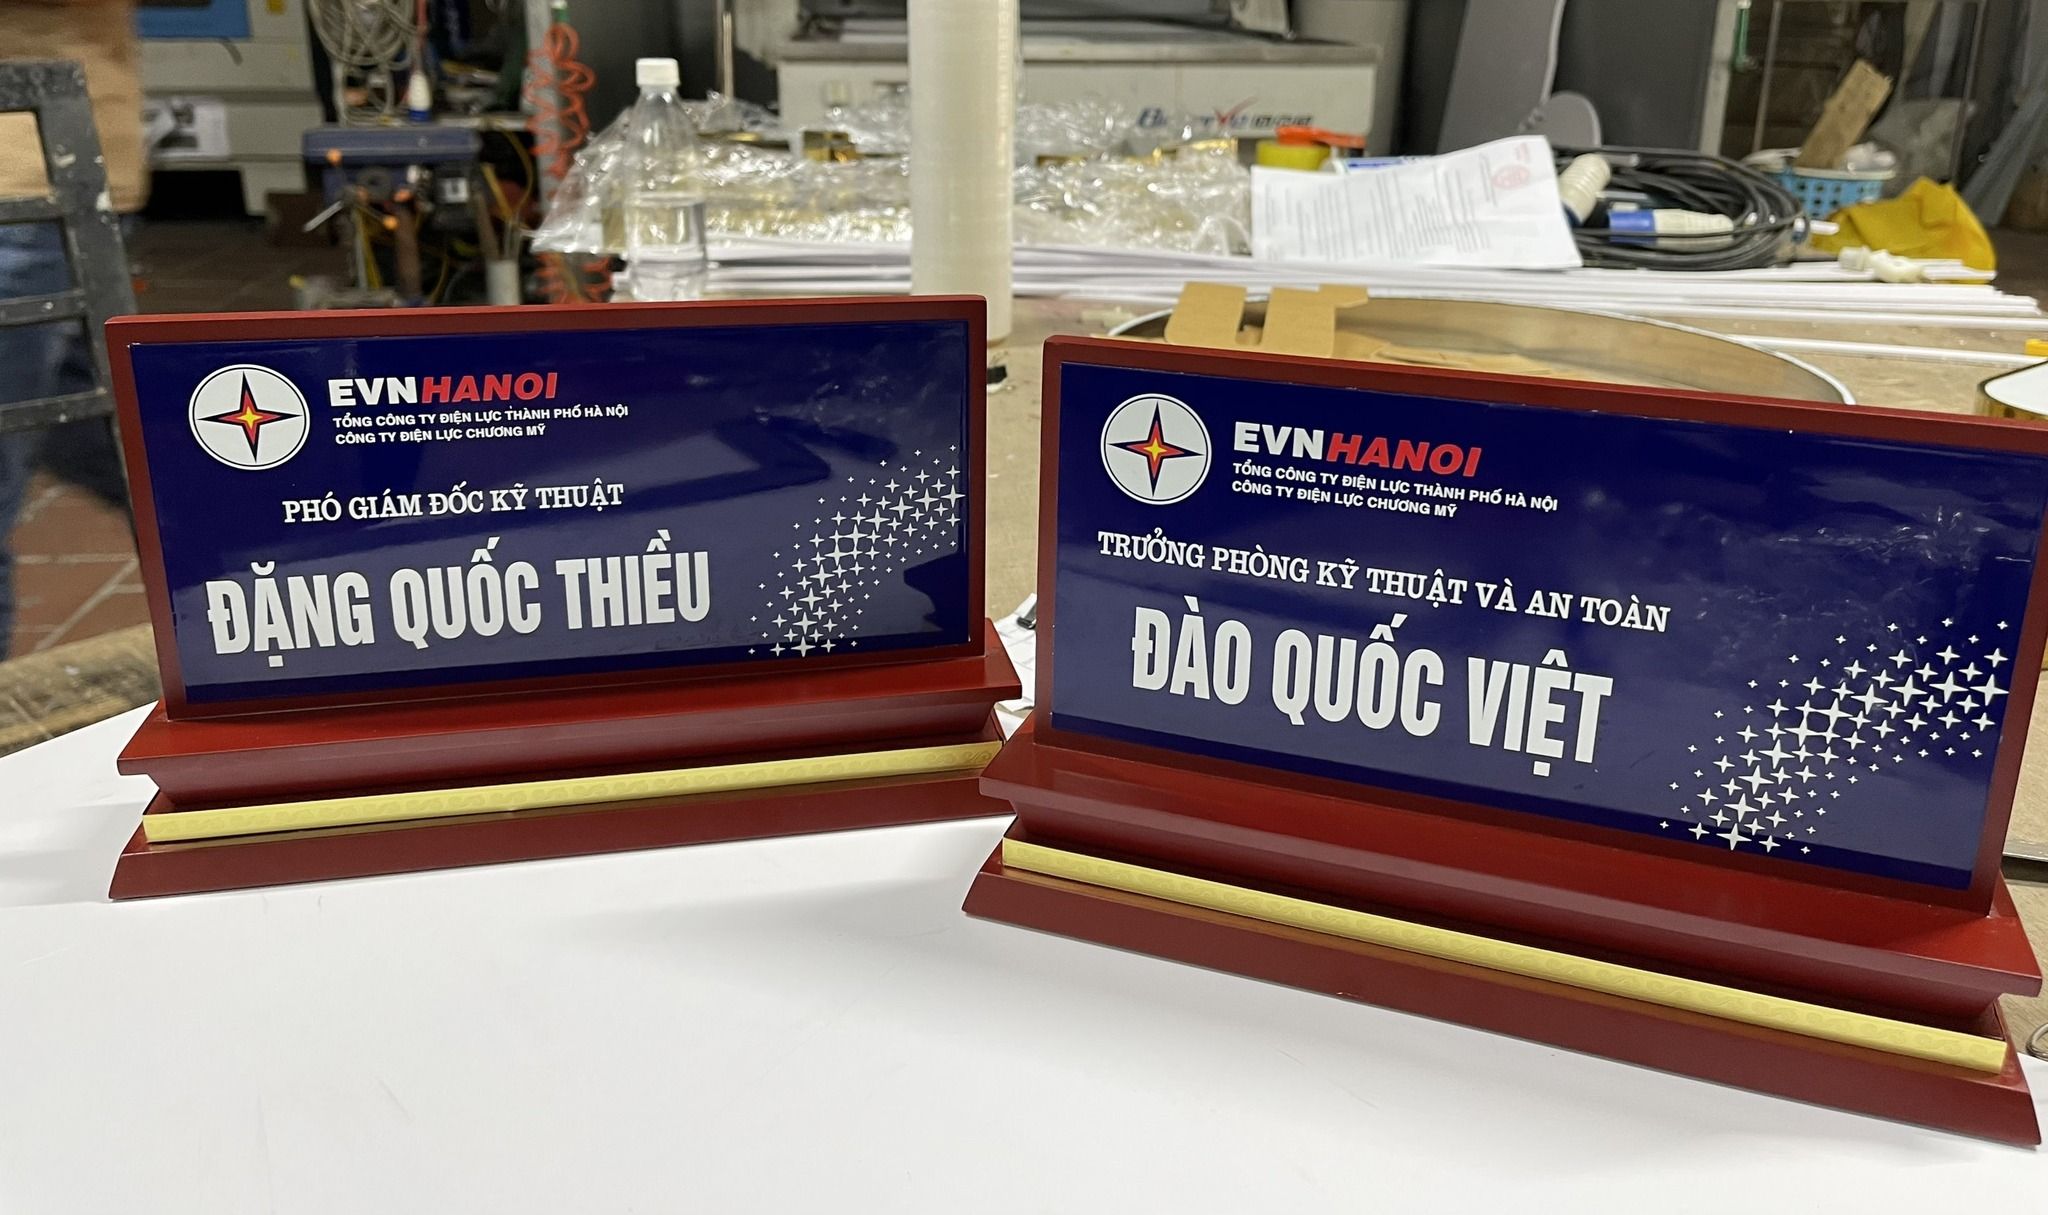 EVNHANOI
TỔNG CÔNG TY ĐIỆN LỰC THÀNH PHỐ HÀ NỘI
CÔNG TY ĐIỆN LỰC CHƯƠNG MỸ
PHÓ GIÁM ĐỐC KỸ THUẬT
ĐẶNG QUỐC THIỀU
EVNHANOI
TỔNG CÔNG TY ĐIỆN LỰC THÀNH PHỐ HÀ NỘI
CÔNG TY ĐIỆN LỰC CHƯƠNG MỸ
TRƯỞNG PHÒNG KỸ THUẬT VÀ AN TOÀN
ĐÀO QUỐC VIỆT